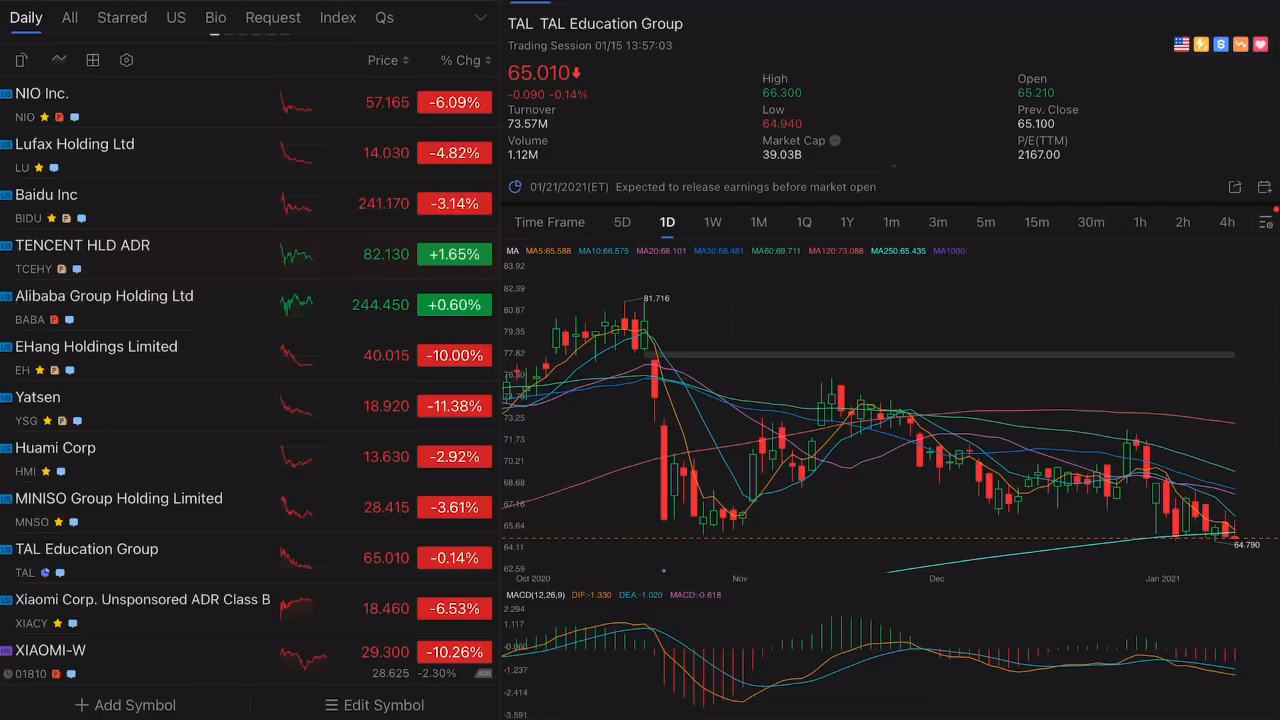 Daily All Starred US Bio Request Index Qs
Price % Chg
US NIO Inc.
NIO
57.165 -6.09%
US Lufax Holding Ltd
LU
14.030 -4.82%
US Baidu Inc
BIDU
241.170 -3.14%
US TENCENT HLD ADR
TCEHY
82.130 +1.65%
US Alibaba Group Holding Ltd
BABA
244.450 +0.60%
US EHang Holdings Limited
EH
40.015 -10.00%
US Yatsen
YSG
18.920 -11.38%
US Huami Corp
HMI
13.630 -2.92%
US MINISO Group Holding Limited
MNSO
28.415 -3.61%
US TAL Education Group
TAL
65.010 -0.14%
US Xiaomi Corp. Unsponsored ADR Class B
XIACY
18.460 -6.53%
HK XIAOMI-W
01810
29.300 -10.26%
28.625 -2.30% ADR
Add Symbol Edit Symbol
TAL TAL Education Group
Trading Session 01/15 13:57:03
65.010
-0.090 -0.14%
High 66.300
Open 65.210
Turnover 73.57M
Low 64.940
Prev. Close 65.100
Volume 1.12M
Market Cap 39.03B
P/E(TTM) 2167.00
01/21/2021(ET) Expected to release earnings before market open
Time Frame 5D 1D 1W 1M 1Q 1Y 1m 3m 5m 15m 30m 1h 2h 4h
MA MA5:65.588 MA10:66.575 MA20:68.101 MA30:68.481 MA60:69.711 MA120:73.088 MA250:65.435 MA1000:
83.92
82.39
81.716
80.87
79.35
77.82
76.30
73.25
71.73
70.21
68.68
67.16
65.64
64.790
64.11
62.59
Oct 2020 Nov Dec Jan 2021
MACD(12,26,9) DIF:-1.330 DEA:-1.020 MACD:-0.618
2.294
1.117
-0.060
-1.237
-2.414
-3.591